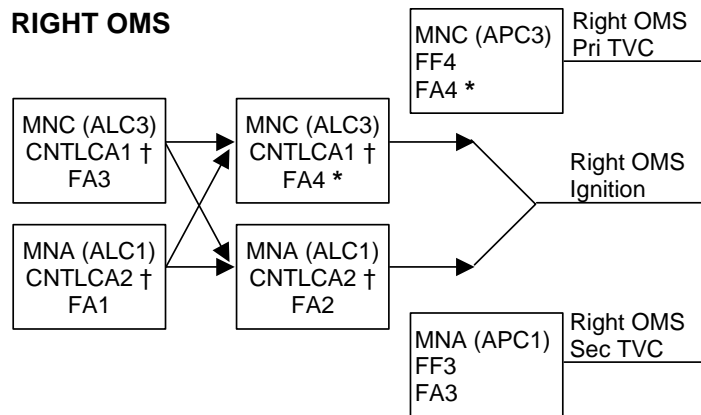 RIGHT OMS
MNC (APC3)
FF4
FA4 *
Right OMS
Pri TVC
MNC (ALC3)
CNTLCA1 †
FA3
MNC (ALC3)
CNTLCA1 †
FA4 *
Right OMS
Ignition
MNA (ALC1)
CNTLCA2 †
FA1
MNA (ALC1)
CNTLCA2 †
FA2
MNA (APC1)
FF3
FA3
Right OMS
Sec TVC